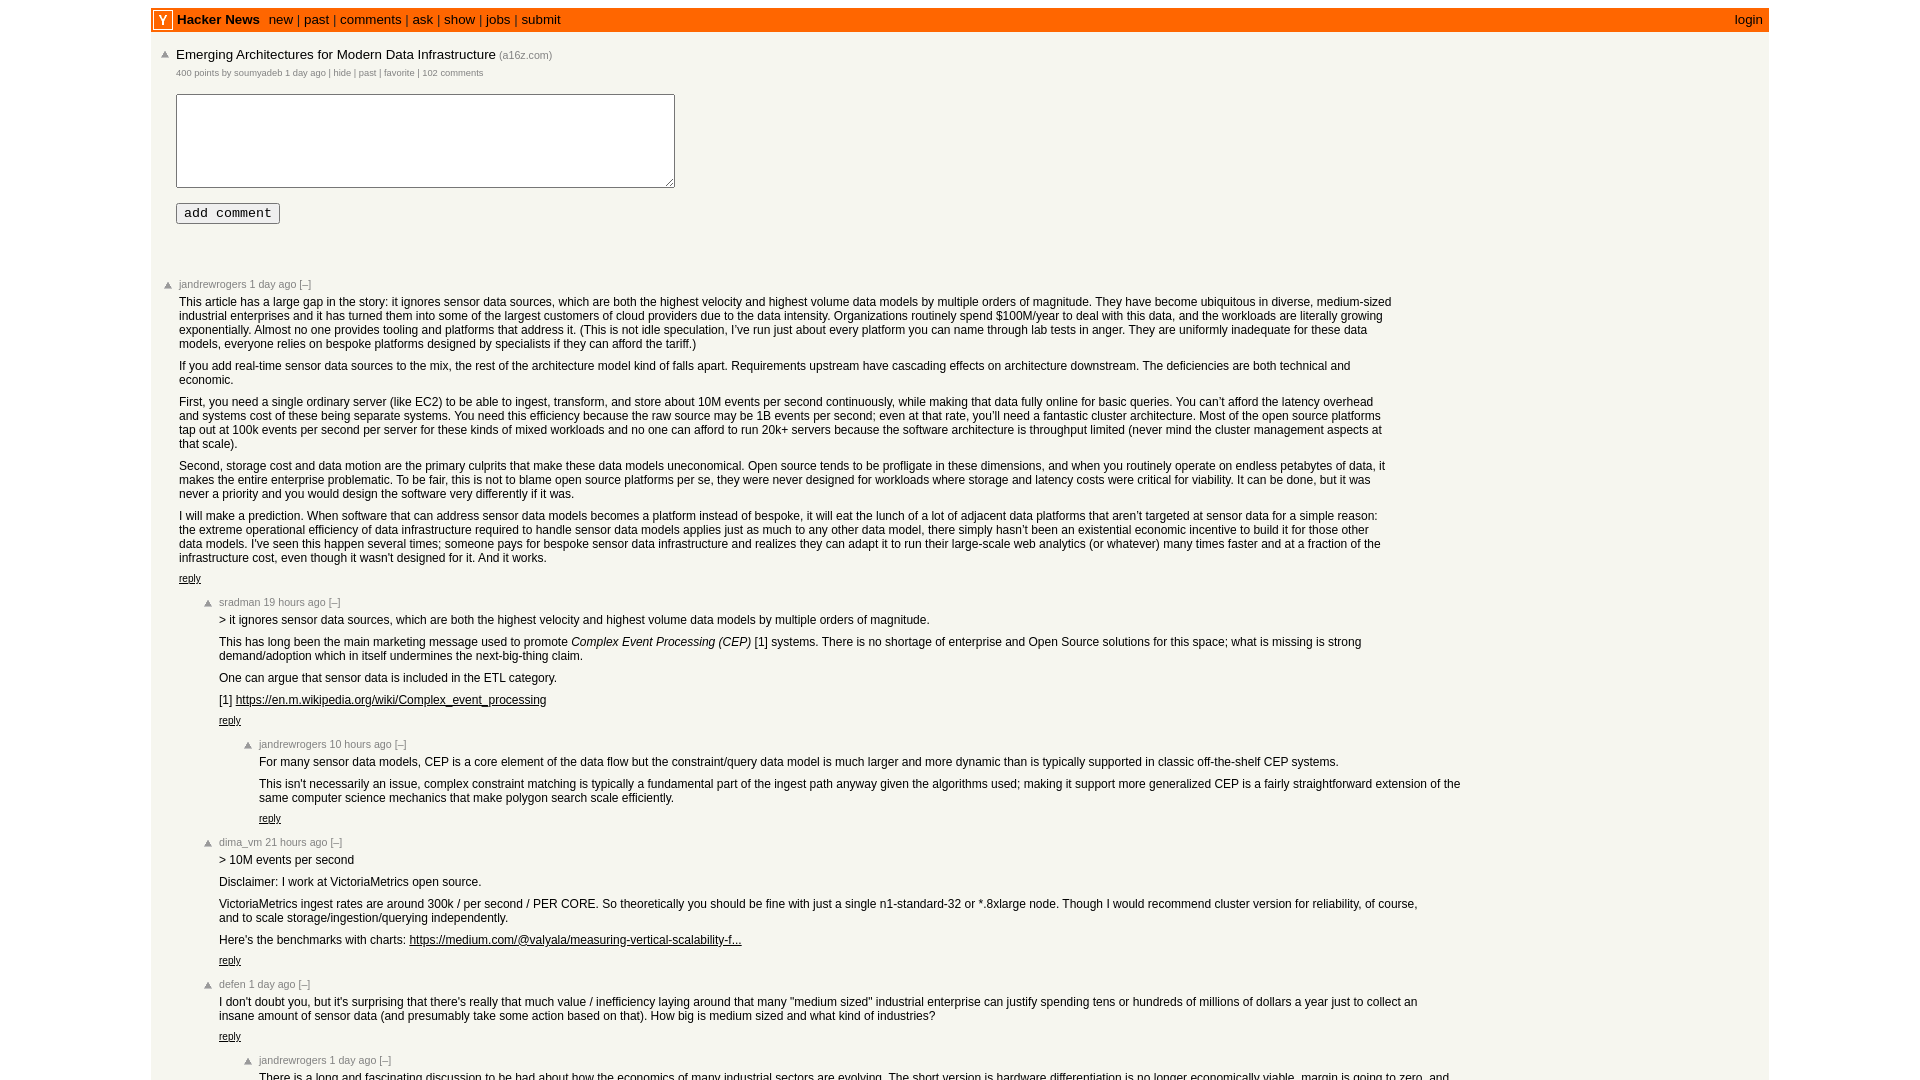 Y Hacker News new | past | comments | ask | show | jobs | submit login
Emerging Architectures for Modern Data Infrastructure (a16z.com)
400 points by soumyadeb 1 day ago | hide | past | favorite | 102 comments
add comment
jandrewrogers 1 day ago [–]
This article has a large gap in the story: it ignores sensor data sources, which are both the highest velocity and highest volume data models by multiple orders of magnitude. They have become ubiquitous in diverse, medium-sized
industrial enterprises and it has turned them into some of the largest customers of cloud providers due to the data intensity. Organizations routinely spend $100M/year to deal with this data, and the workloads are literally growing
exponentially. Almost no one provides tooling and platforms that address it. (This is not idle speculation, I’ve run just about every platform you can name through lab tests in anger. They are uniformly inadequate for these data
models, everyone relies on bespoke platforms designed by specialists if they can afford the tariff.)
If you add real-time sensor data sources to the mix, the rest of the architecture model kind of falls apart. Requirements upstream have cascading effects on architecture downstream. The deficiencies are both technical and
economic.
First, you need a single ordinary server (like EC2) to be able to ingest, transform, and store about 10M events per second continuously, while making that data fully online for basic queries. You can’t afford the latency overhead
and systems cost of these being separate systems. You need this efficiency because the raw source may be 1B events per second; even at that rate, you’ll need a fantastic cluster architecture. Most of the open source platforms
tap out at 100k events per second per server for these kinds of mixed workloads and no one can afford to run 20k+ servers because the software architecture is throughput limited (never mind the cluster management aspects at
that scale).
Second, storage cost and data motion are the primary culprits that make these data models uneconomical. Open source tends to be profligate in these dimensions, and when you routinely operate on endless petabytes of data, it
makes the entire enterprise problematic. To be fair, this is not to blame open source platforms per se, they were never designed for workloads where storage and latency costs were critical for viability. It can be done, but it was
never a priority and you would design the software very differently if it was.
I will make a prediction. When software that can address sensor data models becomes a platform instead of bespoke, it will eat the lunch of a lot of adjacent data platforms that aren’t targeted at sensor data for a simple reason:
the extreme operational efficiency of data infrastructure required to handle sensor data models applies just as much to any other data model, there simply hasn’t been an existential economic incentive to build it for those other
data models. I've seen this happen several times; someone pays for bespoke sensor data infrastructure and realizes they can adapt it to run their large-scale web analytics (or whatever) many times faster and at a fraction of the
infrastructure cost, even though it wasn't designed for it. And it works.
reply
sradman 19 hours ago [–]
> it ignores sensor data sources, which are both the highest velocity and highest volume data models by multiple orders of magnitude.
This has long been the main marketing message used to promote Complex Event Processing (CEP) [1] systems. There is no shortage of enterprise and Open Source solutions for this space; what is missing is strong
demand/adoption which in itself undermines the next-big-thing claim.
One can argue that sensor data is included in the ETL category.
[1] https://en.m.wikipedia.org/wiki/Complex_event_processing
reply
jandrewrogers 10 hours ago [–]
For many sensor data models, CEP is a core element of the data flow but the constraint/query data model is much larger and more dynamic than is typically supported in classic off-the-shelf CEP systems.
This isn't necessarily an issue, complex constraint matching is typically a fundamental part of the ingest path anyway given the algorithms used; making it support more generalized CEP is a fairly straightforward extension of the
same computer science mechanics that make polygon search scale efficiently.
reply
dima_vm 21 hours ago [–]
> 10M events per second
Disclaimer: I work at VictoriaMetrics open source.
VictoriaMetrics ingest rates are around 300k / per second / PER CORE. So theoretically you should be fine with just a single n1-standard-32 or *.8xlarge node. Though I would recommend cluster version for reliability, of course,
and to scale storage/ingestion/querying independently.
Here's the benchmarks with charts: https://medium.com/@valyala/measuring-vertical-scalability-f...
reply
defen 1 day ago [–]
I don't doubt you, but it's surprising that there's really that much value / inefficiency laying around that many "medium sized" industrial enterprise can justify spending tens or hundreds of millions of dollars a year just to collect an
insane amount of sensor data (and presumably take some action based on that). How big is medium sized and what kind of industries?
reply
jandrewrogers 1 day ago [–]
There is a long and fascinating discussion to be had about how the economics of many industrial sectors are evolving. The short version is hardware differentiation is no longer economically viable, margin is going to zero, and